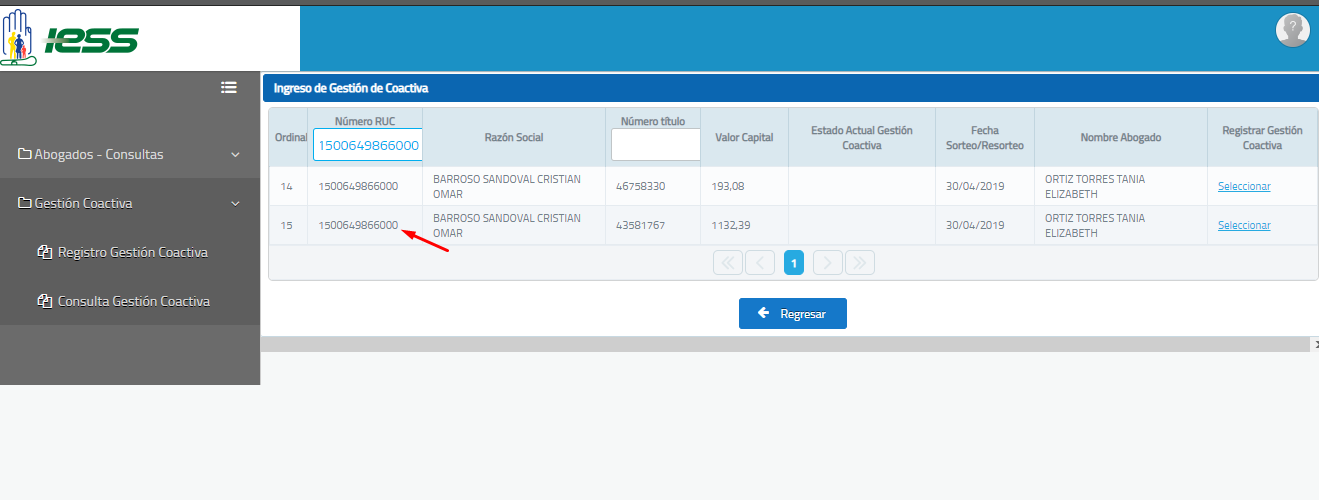 IESS
Ingreso de Gestión de Coactiva
Abogados - Consultas
Gestión Coactiva
Registro Gestión Coactiva
Consulta Gestión Coactiva
Ordinal
Número RUC
1500649866000
Razón Social
Número título
Valor Capital
Estado Actual Gestión
Coactiva
Fecha
Sorteo/Resorteo
Nombre Abogado
Registrar Gestión
Coactiva
14 1500649866000 BARROSO SANDOVAL CRISTIAN
OMAR 46758330 193,08 30/04/2019 ORTIZ TORRES TANIA
ELIZABETH Seleccionar
15 1500649866000 BARROSO SANDOVAL CRISTIAN
OMAR 43581767 1132,39 30/04/2019 ORTIZ TORRES TANIA
ELIZABETH Seleccionar
1
Regresar